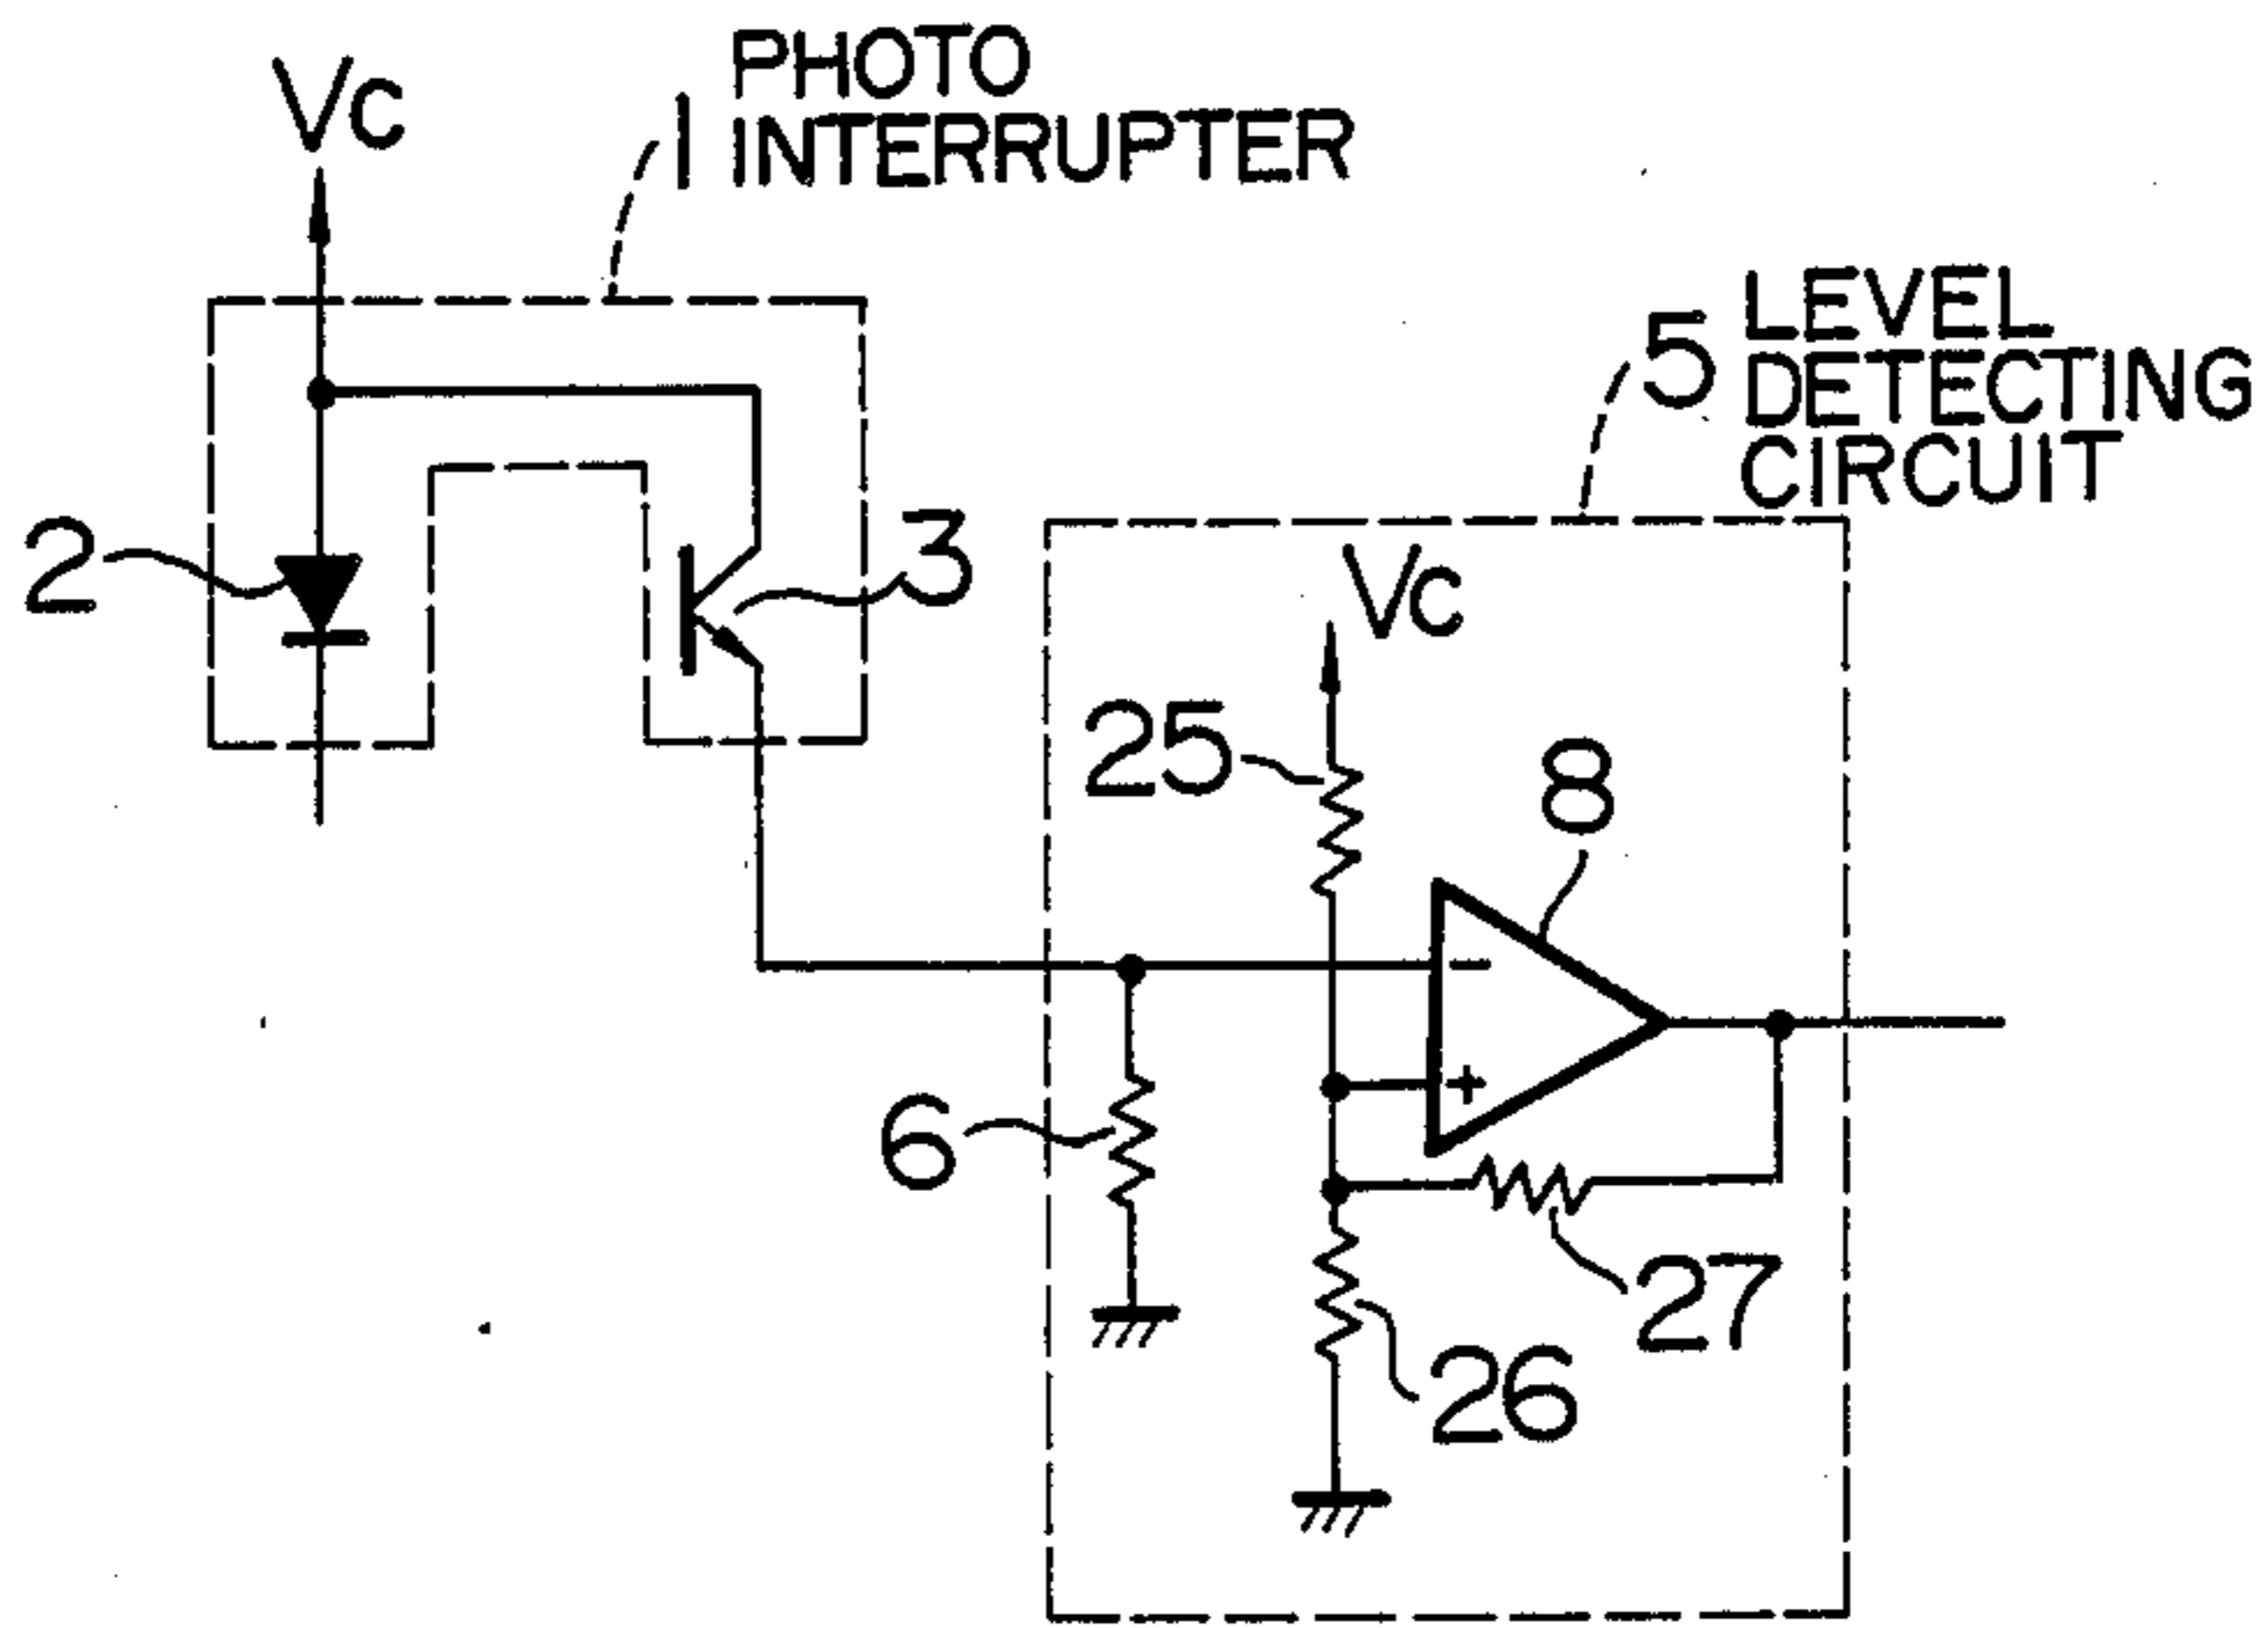 Vc
1 PHOTO
INTERRUPTER
5 LEVEL
DETECTING
CIRCUIT
2
3
Vc
25
8
−
+
6
27
26